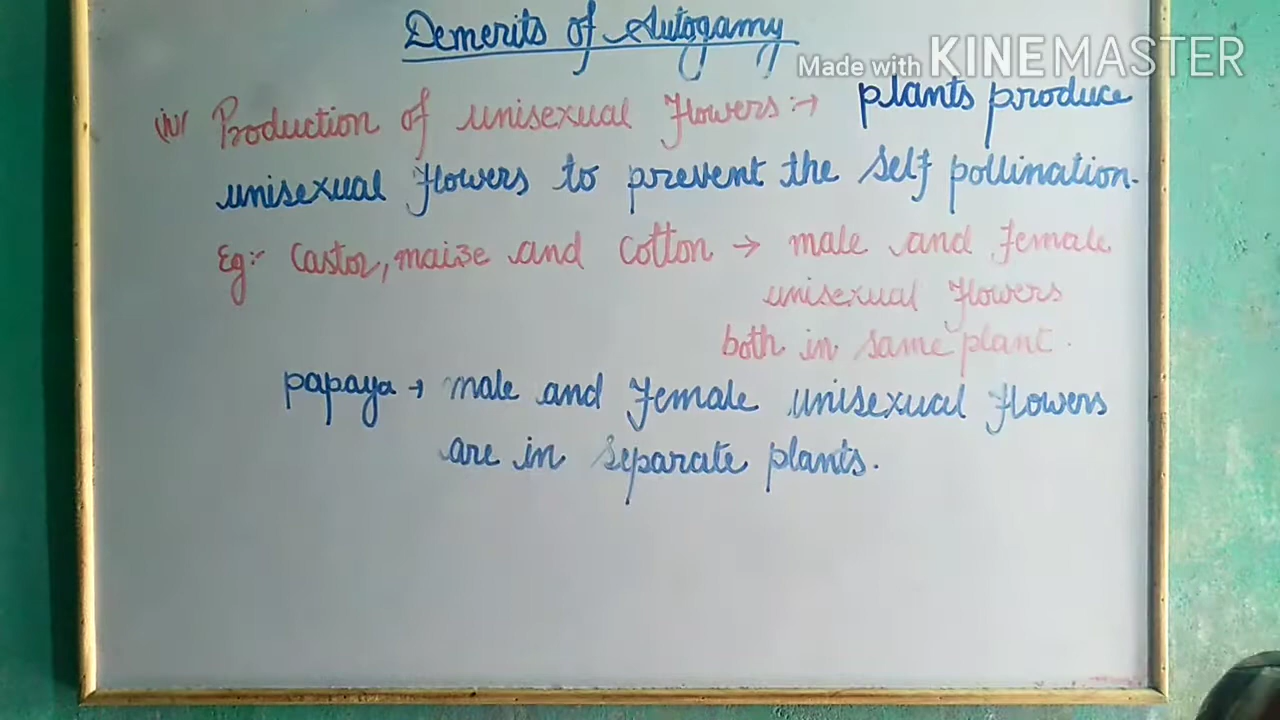 Demerits of Autogamy
Made with KINEMASTER
(iv) Production of unisexual flowers :→ plants produce
unisexual flowers to prevent the self pollination.
Eg:- Castor, maize and cotton → male and female
unisexual flowers
both in same plant.
papaya → male and female unisexual flowers
are in separate plants.